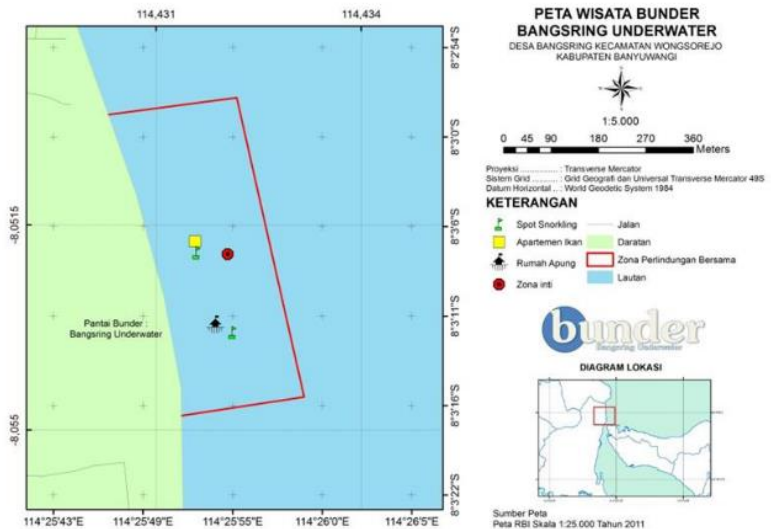 114,431
114,434
8°2'54"S
8°3'0"S
8°3'6"S
8°3'11"S
8°3'16"S
8°3'22"S
-8,0515
-8,055
Pantai Bunder :
Bangsring Underwater
114°25'43"E
114°25'49"E
114°25'55"E
114°26'0"E
114°26'5"E
PETA WISATA BUNDER
BANGSRING UNDERWATER
DESA BANGSRING KECAMATAN WONGSOREJO
KABUPATEN BANYUWANGI
1:5.000
0 45 90 180 270 360
Meters
Proyeksi ............. : Transverse Mercator
Sistem Grid ......... : Grid Geografi dan Universal Transverse Mercator 49S
Datum Horizontal .. : World Geodetic System 1984
KETERANGAN
Spot Snorkling
Apartemen Ikan
Rumah Apung
Zona inti
Jalan
Daratan
Zona Perlindungan Bersama
Lautan
bunder
Bangsring Underwater
DIAGRAM LOKASI
Sumber Peta
Peta RBI Skala 1:25.000 Tahun 2011